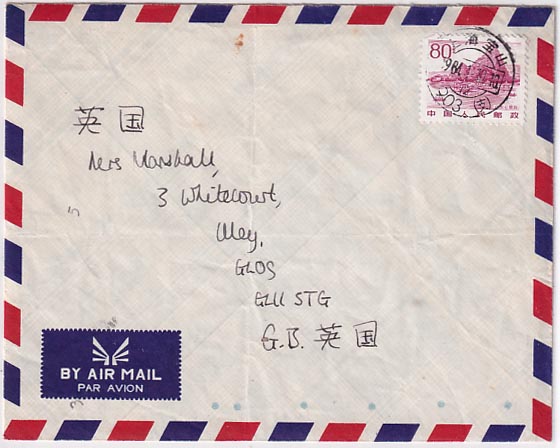 80
中国人民邮政
英国
Mrs Marshall,
3 Whitecourt,
Uley,
GLOS
GL11 5TG
G.B. 英国
BY AIR MAIL
PAR AVION